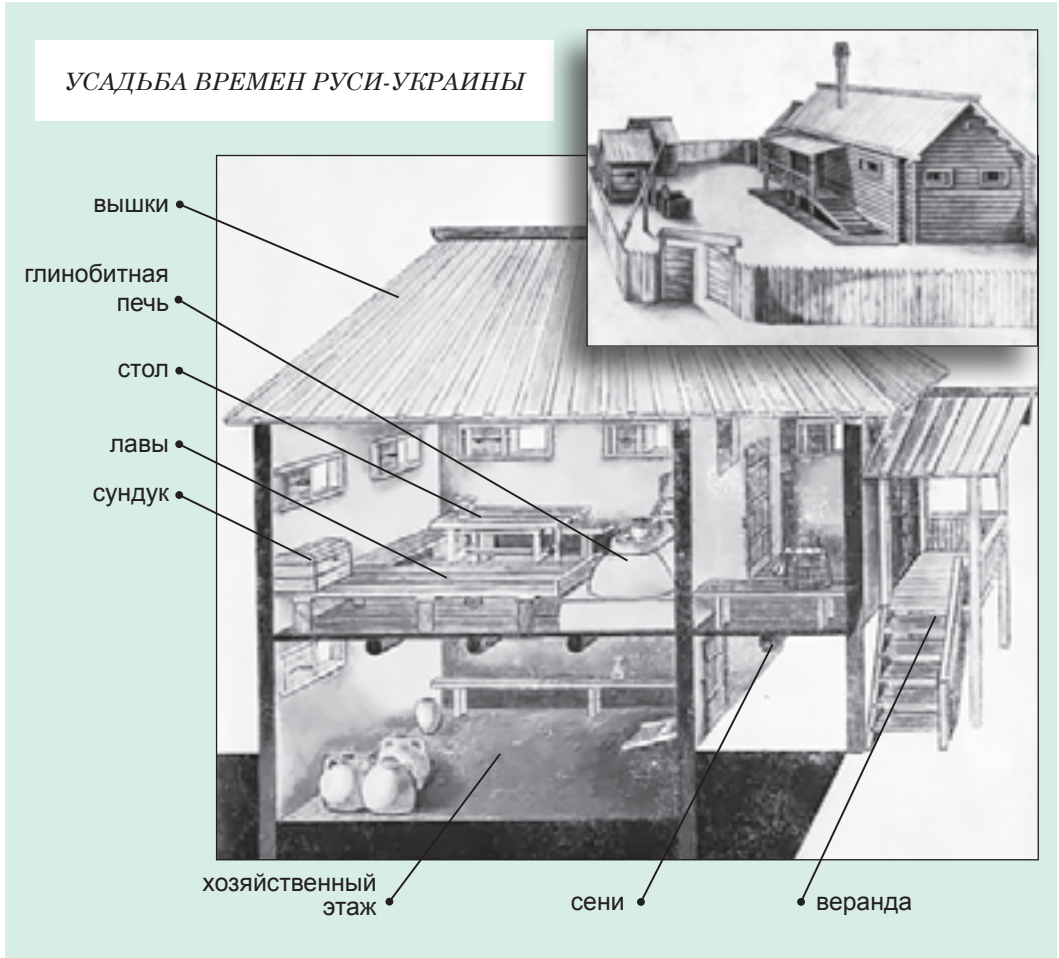 УСАДЬБА ВРЕМЕН РУСИ-УКРАИНЫ
вышки
глинобитная
печь
стол
лавы
сундук
хозяйственный
этаж
сени
веранда